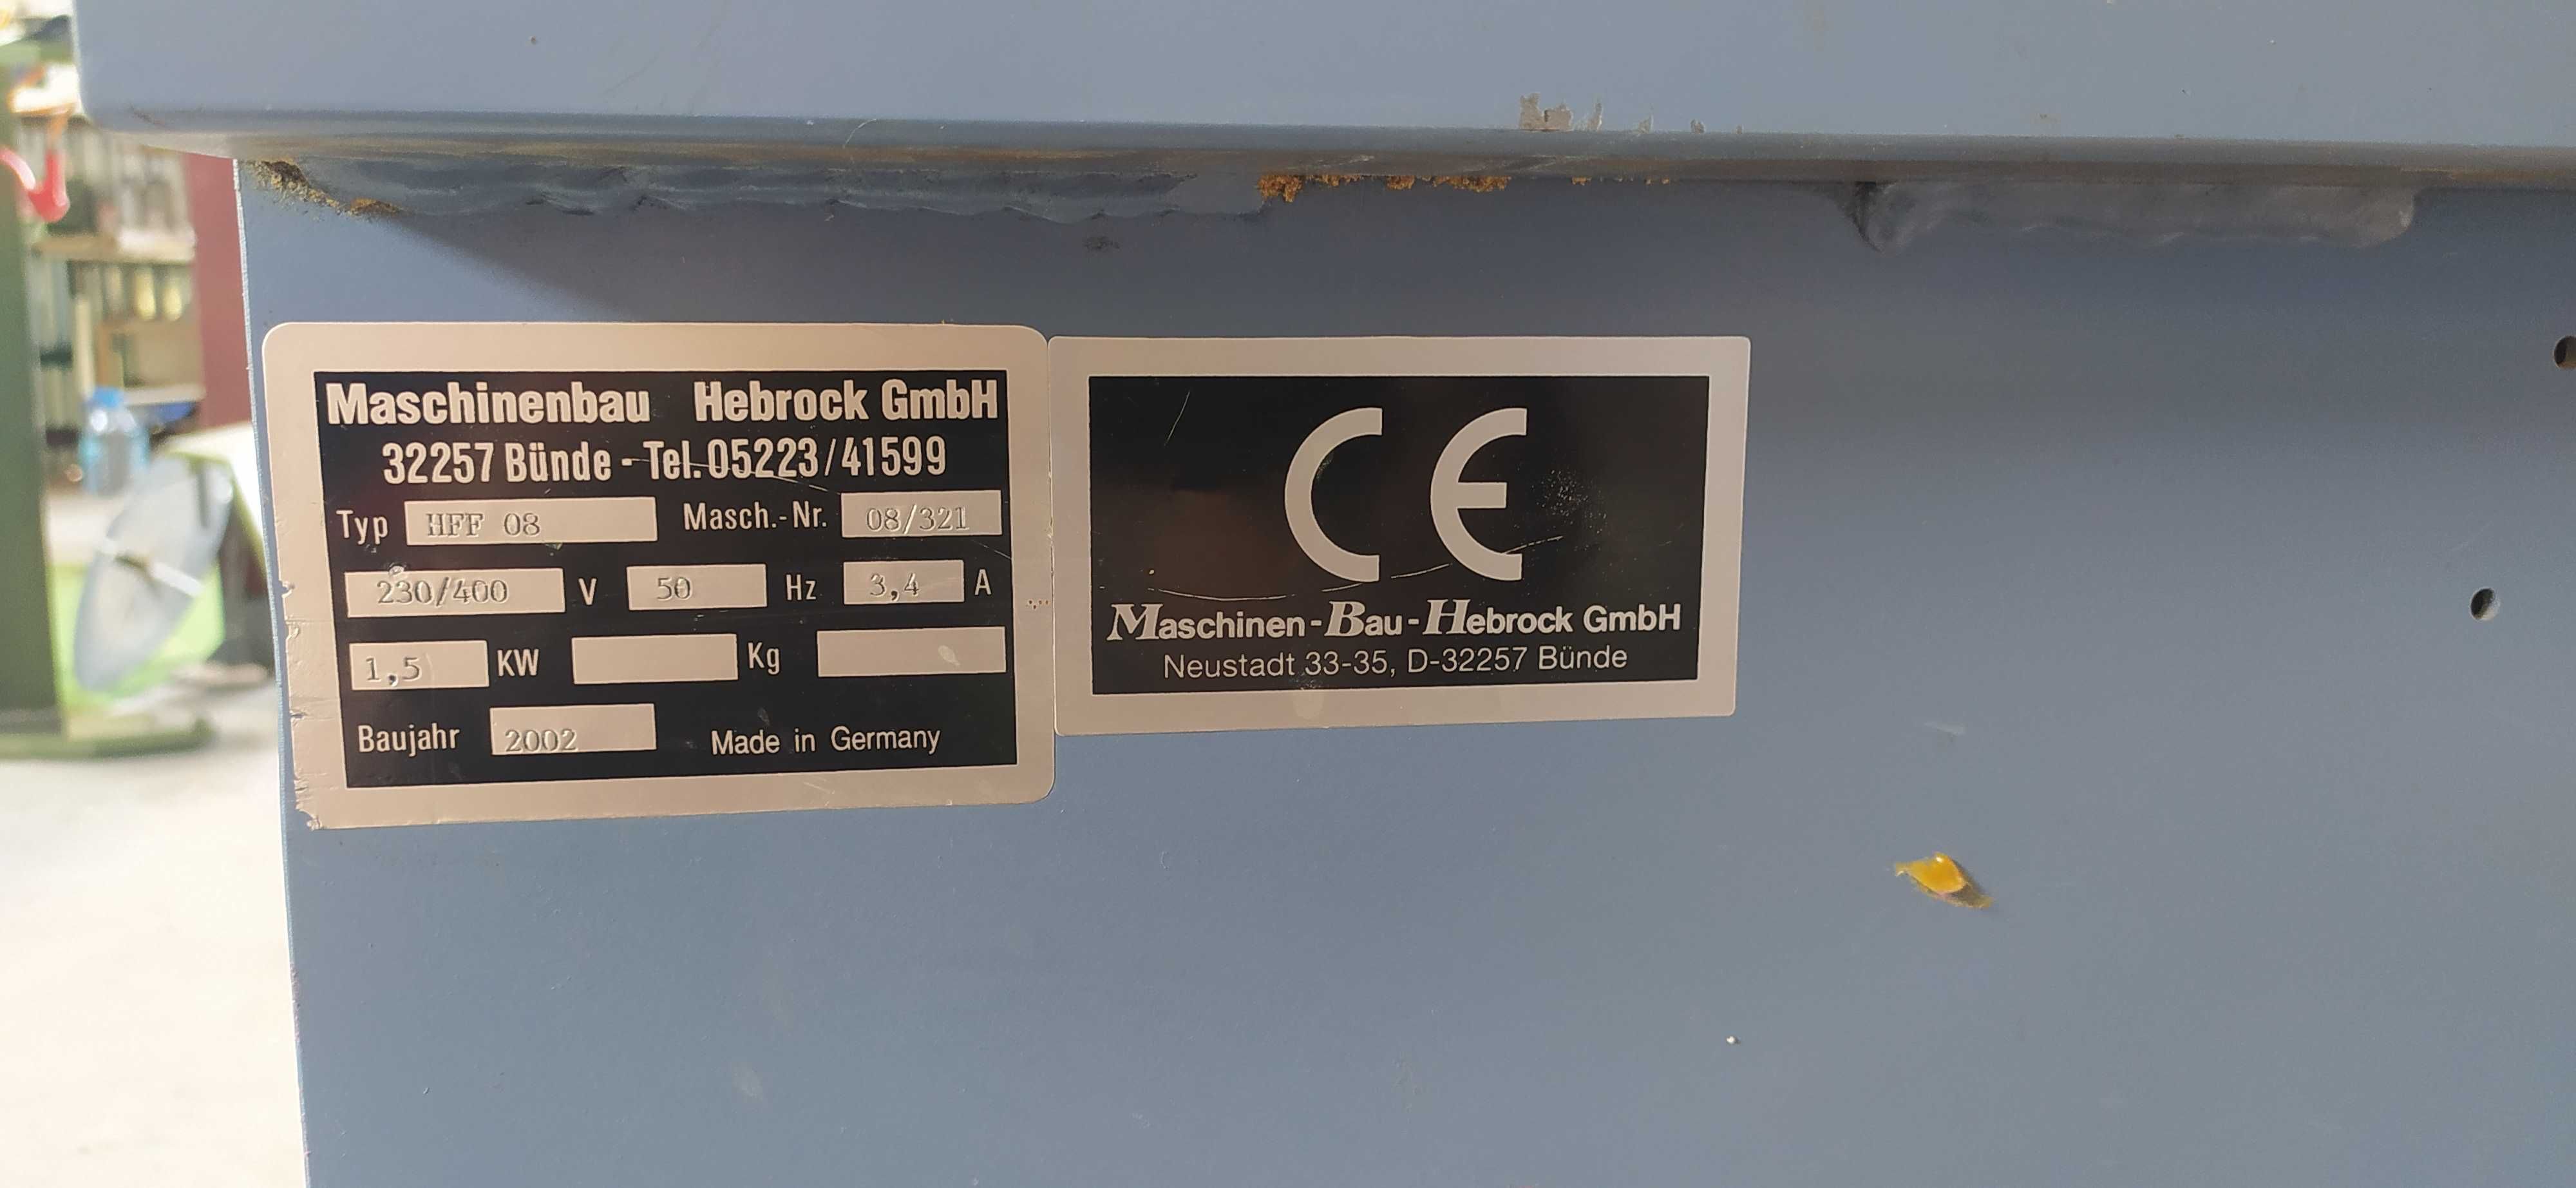 Maschinenbau Hebrock GmbH
32257 Bünde - Tel. 05223/41599
Typ HFF 08 Masch.-Nr. 08/321
230/400 V 50 Hz 3,4 A
1,5 KW Kg
Baujahr 2002 Made in Germany
CE
Maschinen-Bau-Hebrock GmbH
Neustadt 33-35, D-32257 Bünde